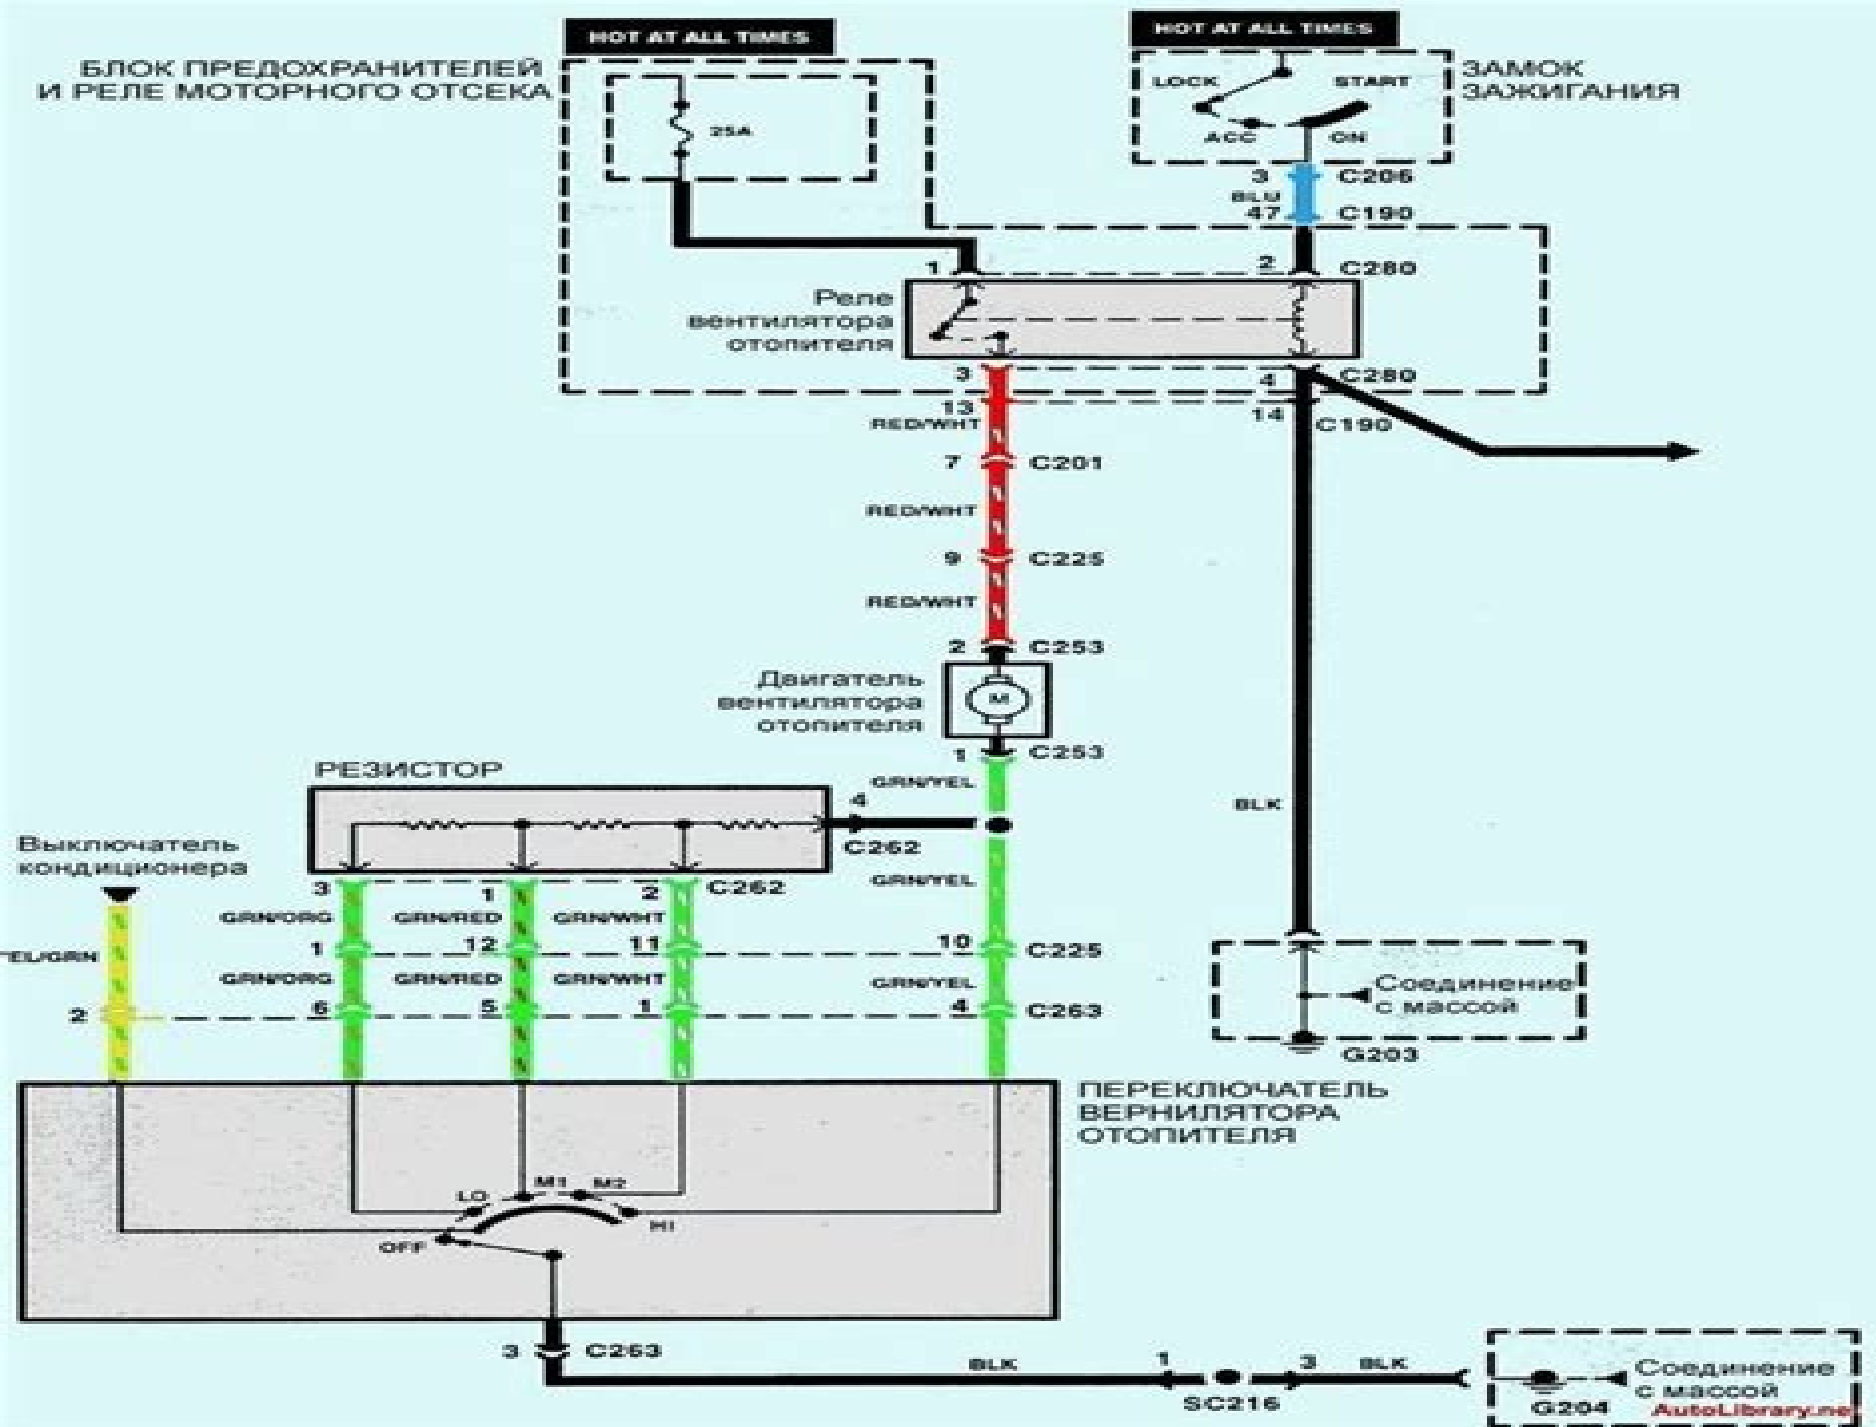 HOT AT ALL TIMES
HOT AT ALL TIMES
БЛОК ПРЕДОХРАНИТЕЛЕЙ
И РЕЛЕ МОТОРНОГО ОТСЕКА
25A
LOCK
START
ACC
ON
ЗАМОК
ЗАЖИГАНИЯ
3 C206
BLU
47 C190
1
2 C280
Реле
вентилятора
отопителя
3
4 C280
13
14 C190
RED/WHT
7 C201
RED/WHT
9 C225
RED/WHT
2 C253
Двигатель
вентилятора
отопителя
M
1 C253
GRN/YEL
РЕЗИСТОР
4
C262
BLK
Выключатель
кондиционера
3 1 2 C262
GRN/YEL
GRN/ORG GRN/RED GRN/WHT
1 12 11 10 C225
EL/GRN
GRN/ORG GRN/RED GRN/WHT GRN/YEL
2 6 5 1 4 C263
Соединение
с массой
G203
ПЕРЕКЛЮЧАТЕЛЬ
ВЕРНИЛЯТОРА
ОТОПИТЕЛЯ
LO M1 M2
HI
OFF
3 C263
BLK 1 3 BLK
SC216
Соединение
с массой
G204
AutoLibrary.ne